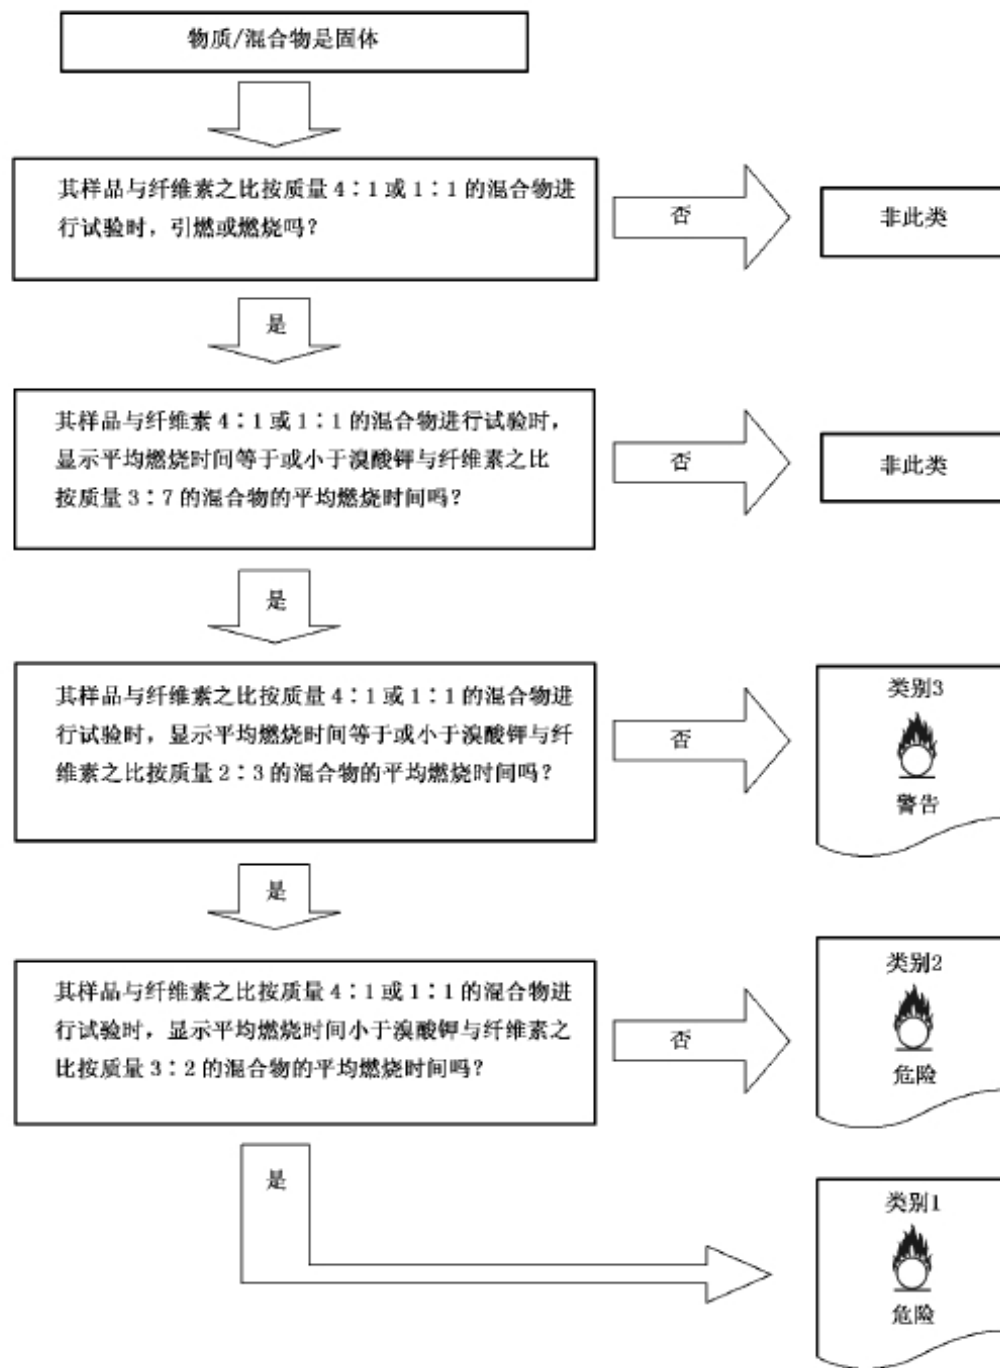 物质/混合物是固体
其样品与纤维素之比按质量 4∶1 或 1∶1 的混合物进
行试验时，引燃或燃烧吗？
否
非此类
是
其样品与纤维素 4∶1 或 1∶1 的混合物进行试验时，
显示平均燃烧时间等于或小于溴酸钾与纤维素之比
按质量 3∶7 的混合物的平均燃烧时间吗？
否
非此类
是
其样品与纤维素之比按质量 4∶1 或 1∶1 的混合物进
行试验时，显示平均燃烧时间等于或小于溴酸钾与纤
维素之比按质量 2∶3 的混合物的平均燃烧时间吗？
否
类别3
警告
是
其样品与纤维素之比按质量 4∶1 或 1∶1 的混合物进
行试验时，显示平均燃烧时间小于溴酸钾与纤维素之
比按质量 3∶2 的混合物的平均燃烧时间吗？
否
类别2
危险
是
类别1
危险